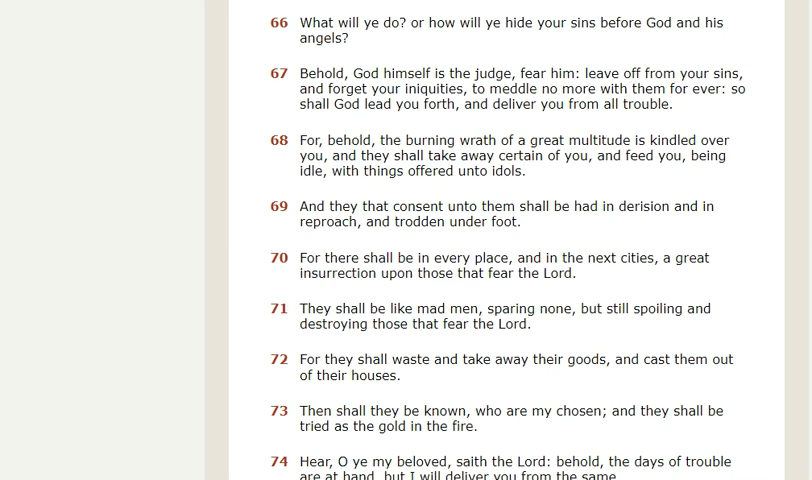 66 What will ye do? or how will ye hide your sins before God and his
angels?
67 Behold, God himself is the judge, fear him: leave off from your sins,
and forget your iniquities, to meddle no more with them for ever: so
shall God lead you forth, and deliver you from all trouble.
68 For, behold, the burning wrath of a great multitude is kindled over
you, and they shall take away certain of you, and feed you, being
idle, with things offered unto idols.
69 And they that consent unto them shall be had in derision and in
reproach, and trodden under foot.
70 For there shall be in every place, and in the next cities, a great
insurrection upon those that fear the Lord.
71 They shall be like mad men, sparing none, but still spoiling and
destroying those that fear the Lord.
72 For they shall waste and take away their goods, and cast them out
of their houses.
73 Then shall they be known, who are my chosen; and they shall be
tried as the gold in the fire.
74 Hear, O ye my beloved, saith the Lord: behold, the days of trouble
are at hand, but I will deliver you from the same.